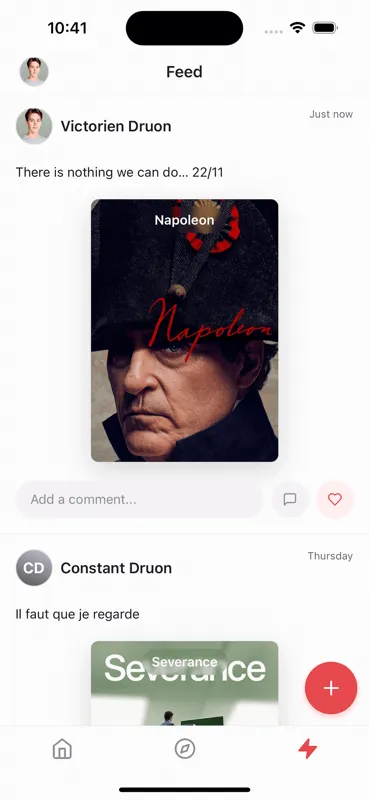 10:41
Feed
Victorien Druon
Just now
There is nothing we can do... 22/11
Napoleon
Napoleon
Add a comment...
CD
Constant Druon
Thursday
Il faut que je regarde
Severance
Severance